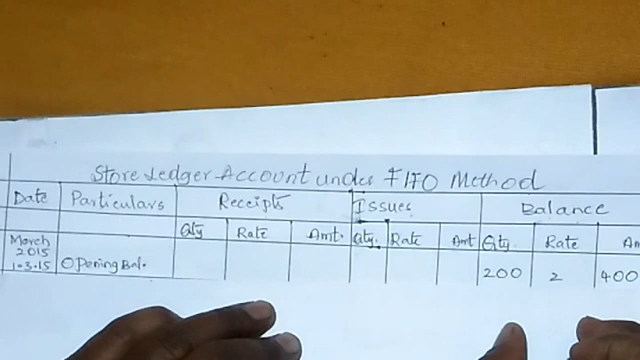 Store Ledger Account under FIFO Method
Date Particulars Receipts Issues Balance
Qty Rate Amt. Qty. Rate Amt Qty Rate Am
March
2015
1-3-15 Opening Bal. 200 2 400